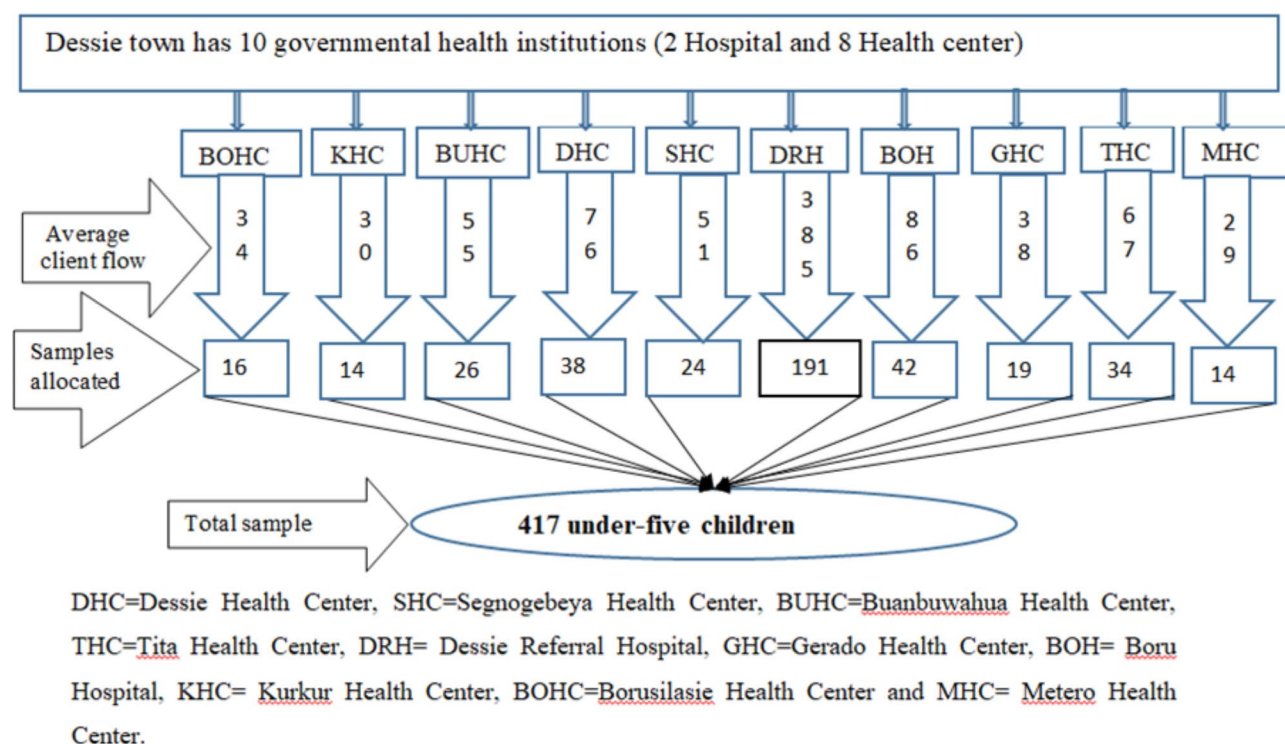 Dessie town has 10 governmental health institutions (2 Hospital and 8 Health center)
BOHC KHC BUHC DHC SHC DRH BOH GHC THC MHC
Average client flow
34 30 55 76 51 385 86 38 67 29
Samples allocated
16 14 26 38 24 191 42 19 34 14
Total sample
417 under-five children
DHC=Dessie Health Center, SHC=Segnogebeya Health Center, BUHC=Buanbuwahua Health Center,
THC=Tita Health Center, DRH= Dessie Referral Hospital, GHC=Gerado Health Center, BOH= Boru
Hospital, KHC= Kurkur Health Center, BOHC=Borusilasie Health Center and MHC= Metero Health
Center.